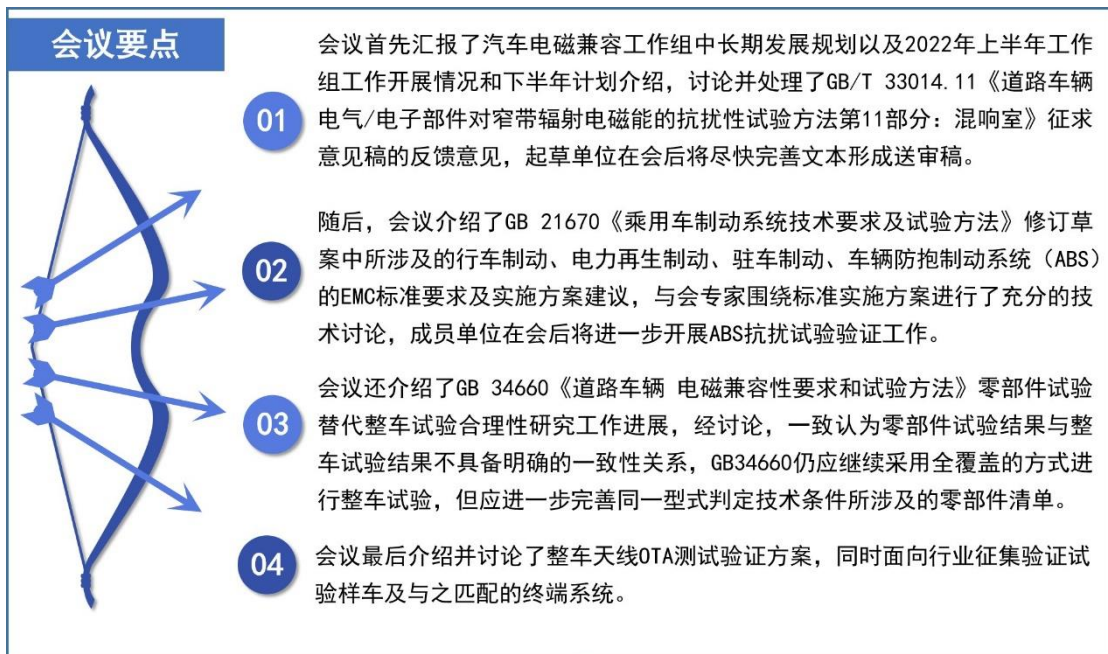 会议要点
01
会议首先汇报了汽车电磁兼容工作组中长期发展规划以及2022年上半年工作
组工作开展情况和下半年计划介绍，讨论并处理了GB/T 33014.11《道路车辆
电气/电子部件对窄带辐射电磁能的抗扰性试验方法第11部分：混响室》征求
意见稿的反馈意见，起草单位在会后将尽快完善文本形成送审稿。
02
随后，会议介绍了GB 21670《乘用车制动系统技术要求及试验方法》修订草
案中所涉及的行车制动、电力再生制动、驻车制动、车辆防抱制动系统（ABS）
的EMC标准要求及实施方案建议，与会专家围绕标准实施方案进行了充分的技
术讨论，成员单位在会后将进一步开展ABS抗扰试验验证工作。
03
会议还介绍了GB 34660《道路车辆 电磁兼容性要求和试验方法》零部件试验
替代整车试验合理性研究工作进展，经讨论，一致认为零部件试验结果与整
车试验结果不具备明确的一致性关系，GB34660仍应继续采用全覆盖的方式进
行整车试验，但应进一步完善同一型式判定技术条件所涉及的零部件清单。
04
会议最后介绍并讨论了整车天线OTA测试验证方案，同时面向行业征集验证试
验样车及与之匹配的终端系统。